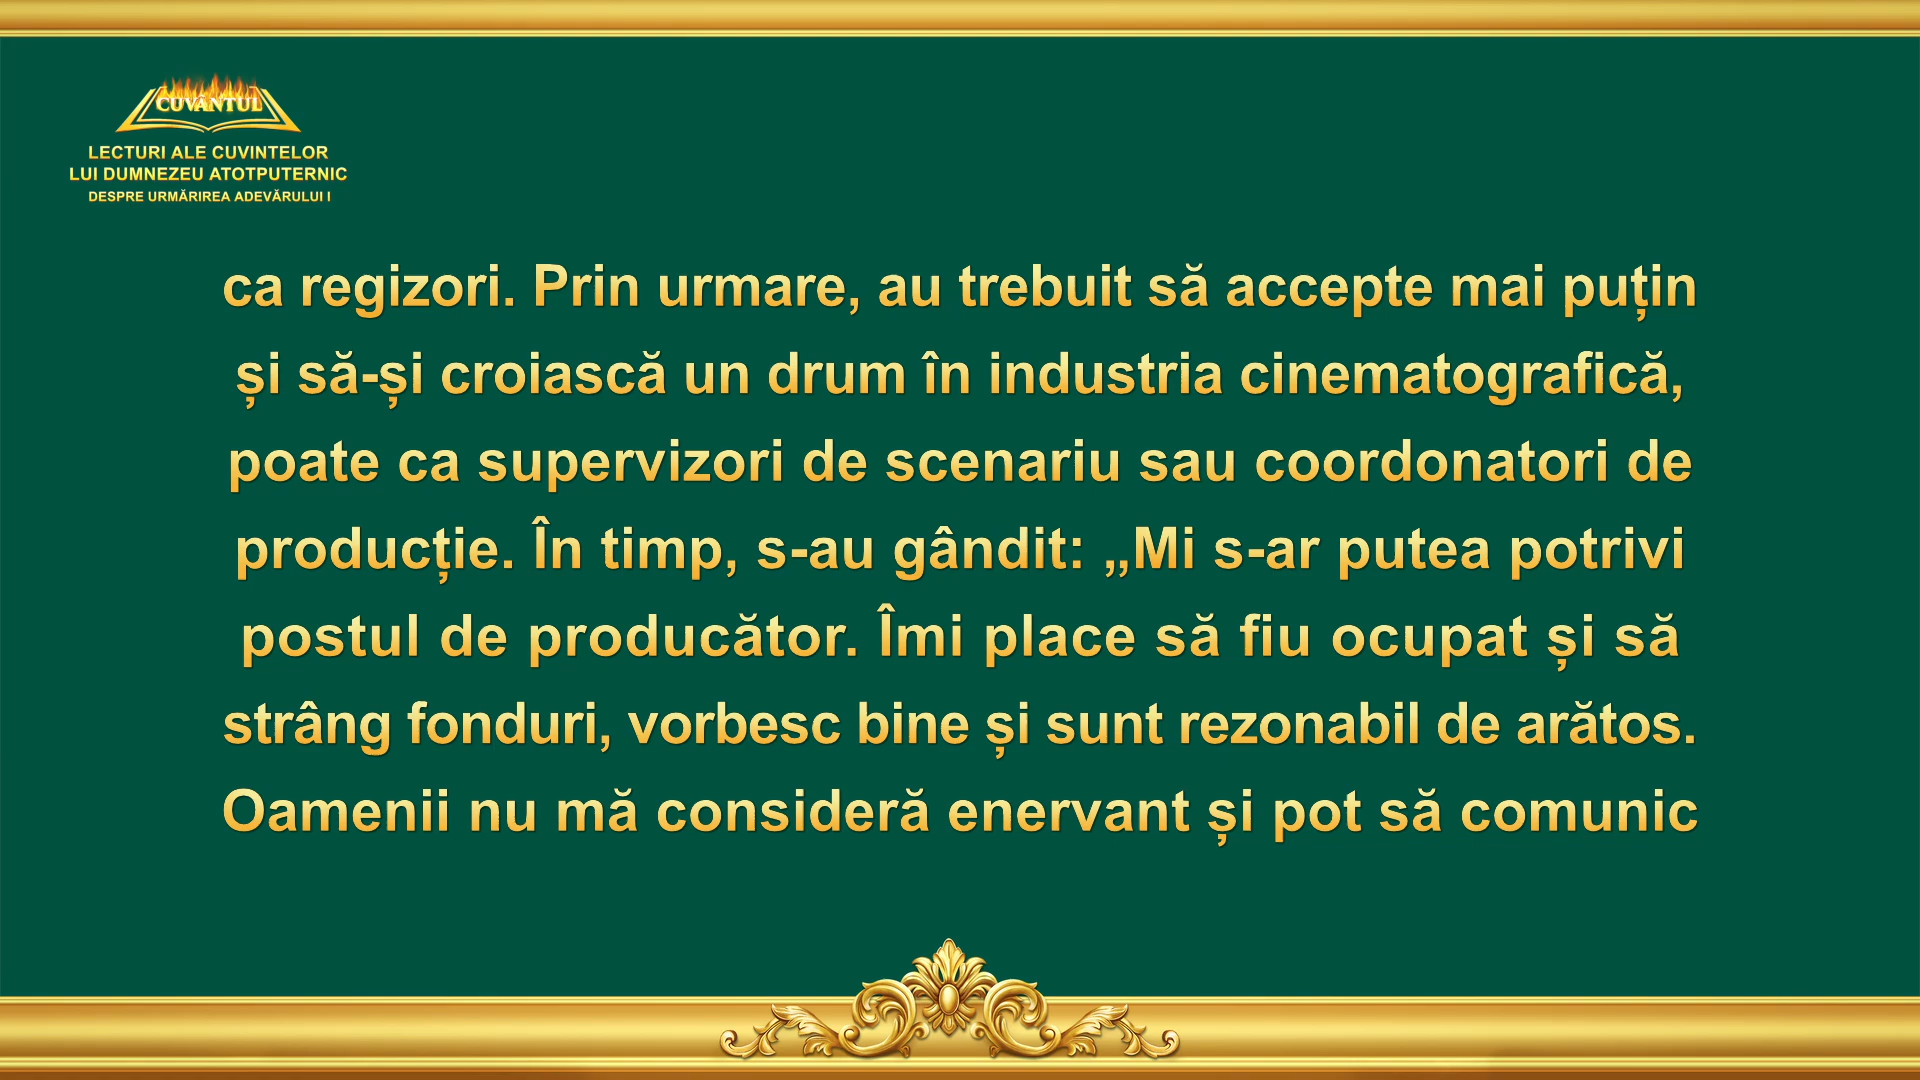 CUVÂNTUL
LECTURI ALE CUVINTELOR
LUI DUMNEZEU ATOTPUTERNIC
DESPRE URMĂRIREA ADEVĂRULUI I
ca regizori. Prin urmare, au trebuit să accepte mai puțin
și să-și croiască un drum în industria cinematografică,
poate ca supervizori de scenariu sau coordonatori de
producție. În timp, s-au gândit: „Mi s-ar putea potrivi
postul de producător. Îmi place să fiu ocupat și să
strâng fonduri, vorbesc bine și sunt rezonabil de arătos.
Oamenii nu mă consideră enervant și pot să comunic